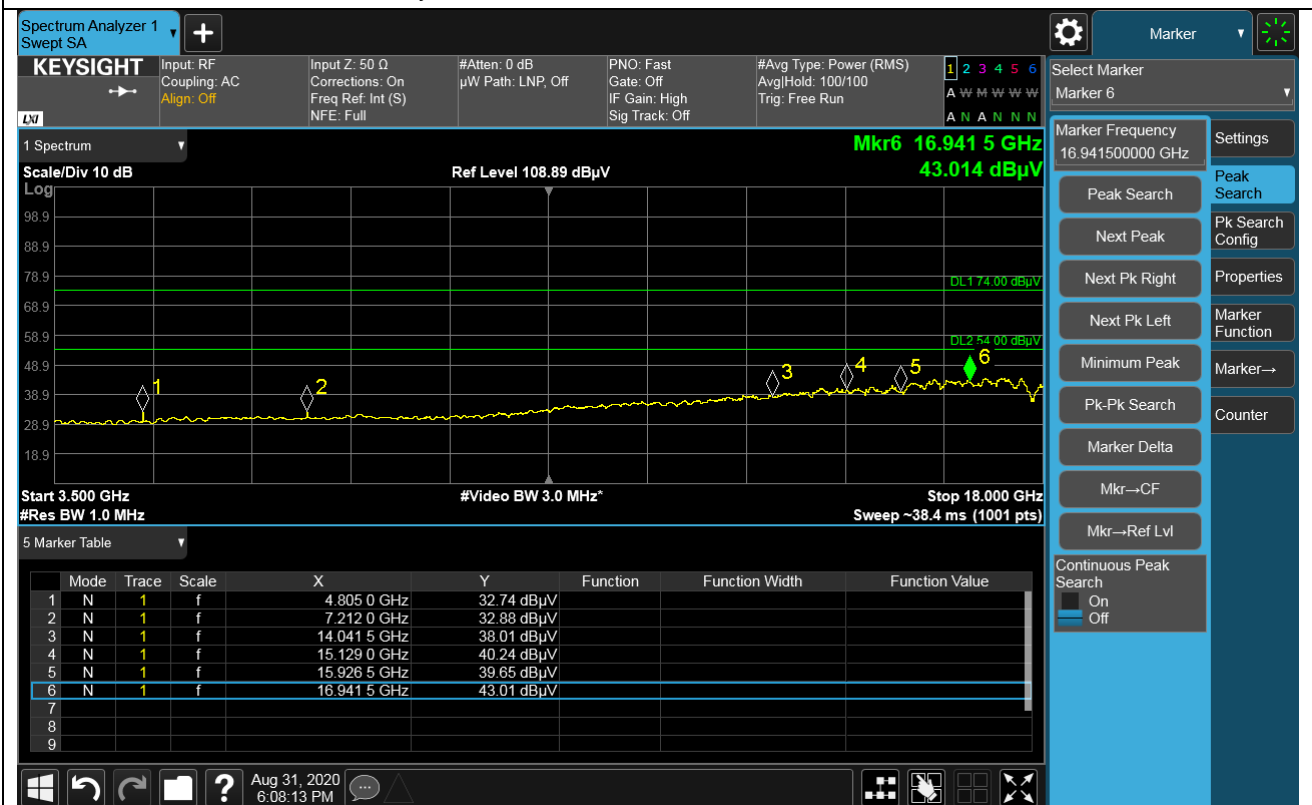 Spectrum Analyzer 1
Swept SA
Marker
KEYSIGHT
LXI
Input: RF
Coupling: AC
Align: Off
Input Z: 50 Ω
Corrections: On
Freq Ref: Int (S)
NFE: Full
#Atten: 0 dB
µW Path: LNP, Off
PNO: Fast
Gate: Off
IF Gain: High
Sig Track: Off
#Avg Type: Power (RMS)
Avg|Hold: 100/100
Trig: Free Run
1 2 3 4 5 6
A W M W W W
A N A N N N
Select Marker
Marker 6
1 Spectrum
Mkr6 16.941 5 GHz
43.014 dBµV
Scale/Div 10 dB
Ref Level 108.89 dBµV
Log
98.9
88.9
78.9
68.9
58.9
48.9
38.9
28.9
18.9
DL1 74.00 dBµV
DL2 54.00 dBµV
1
2
3
4
5
6
Start 3.500 GHz
#Video BW 3.0 MHz*
Stop 18.000 GHz
#Res BW 1.0 MHz
Sweep ~38.4 ms (1001 pts)
Marker Frequency
16.941500000 GHz
Peak Search
Next Peak
Next Pk Right
Next Pk Left
Minimum Peak
Pk-Pk Search
Marker Delta
Mkr→CF
Mkr→Ref Lvl
Continuous Peak
Search
On
Off
Settings
Peak
Search
Pk Search
Config
Properties
Marker
Function
Marker→
Counter
5 Marker Table
Mode Trace Scale X Y Function Function Width Function Value
1 N 1 f 4.805 0 GHz 32.74 dBµV
2 N 1 f 7.212 0 GHz 32.88 dBµV
3 N 1 f 14.041 5 GHz 38.01 dBµV
4 N 1 f 15.129 0 GHz 40.24 dBµV
5 N 1 f 15.926 5 GHz 39.65 dBµV
6 N 1 f 16.941 5 GHz 43.01 dBµV
7
8
9
?
Aug 31, 2020
6:08:13 PM